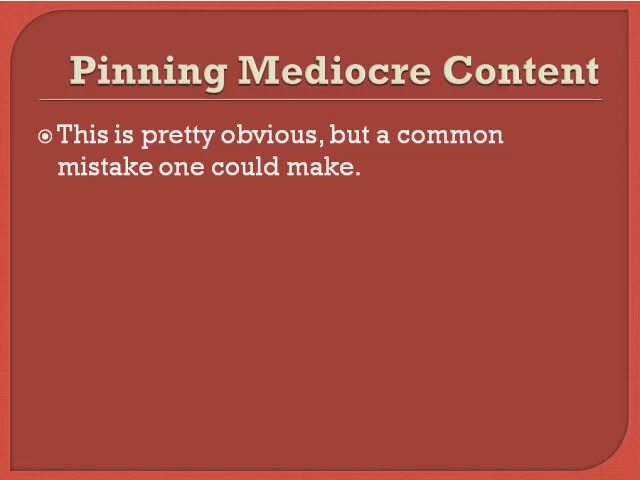 Pinning Mediocre Content
This is pretty obvious, but a common
mistake one could make.